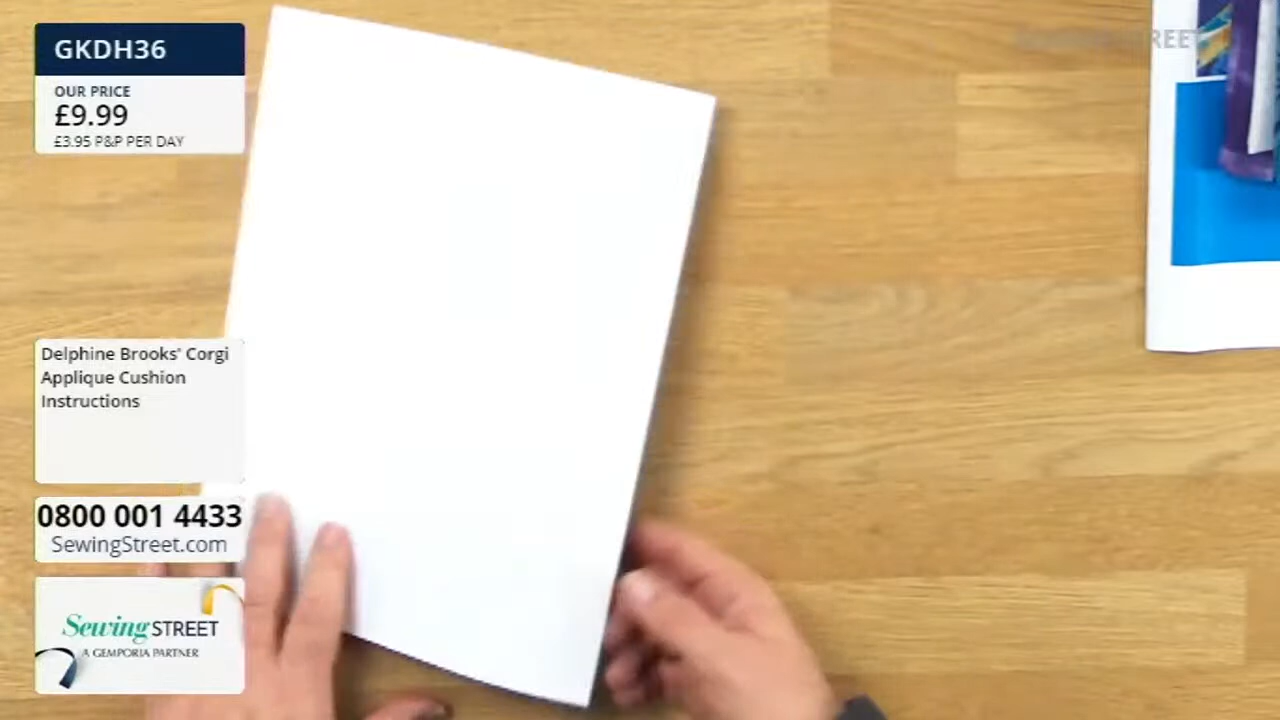 GKDH36
OUR PRICE
£9.99
£3.95 P&P PER DAY
Delphine Brooks' Corgi
Applique Cushion
Instructions
0800 001 4433
SewingStreet.com
Sewing STREET
A GEMPORIA PARTNER